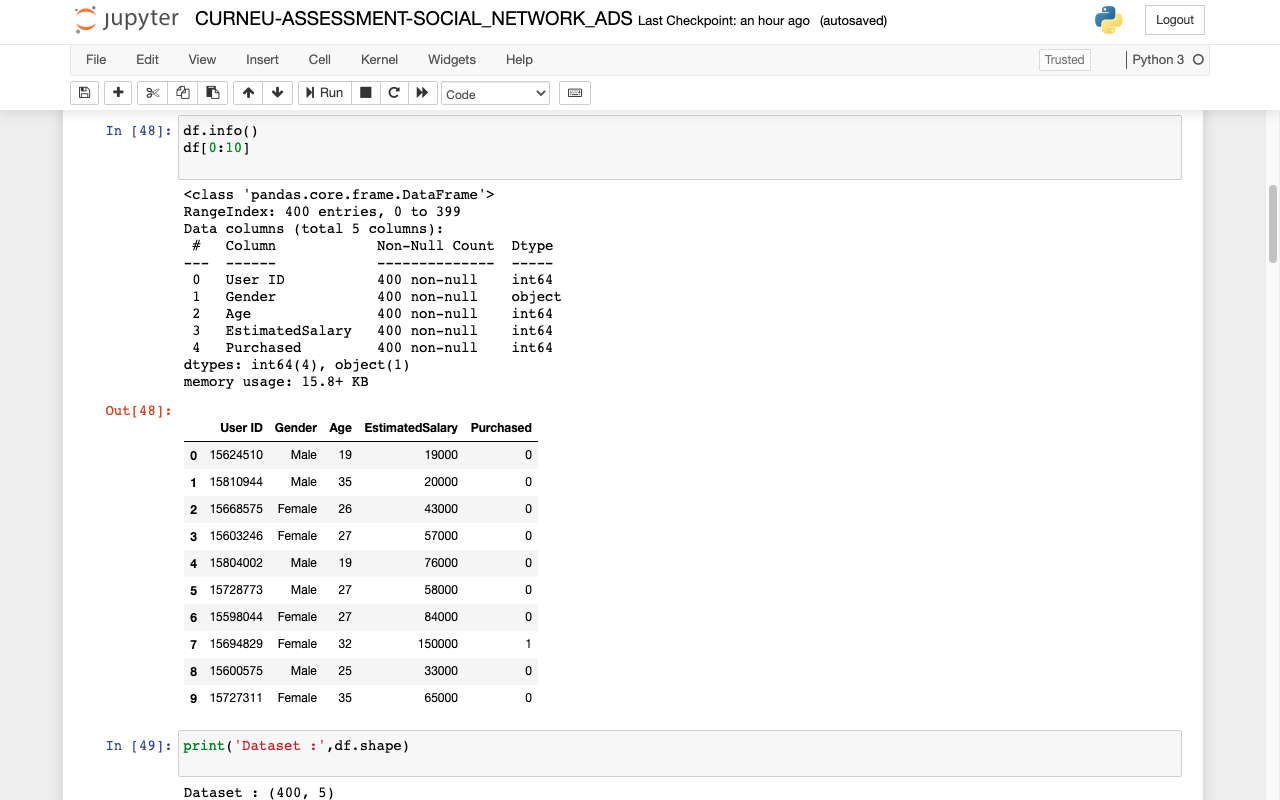 jupyter CURNEU-ASSESSMENT-SOCIAL_NETWORK_ADS Last Checkpoint: an hour ago (autosaved) Logout
File Edit View Insert Cell Kernel Widgets Help Trusted Python 3
Run Code
In [48]: df.info()
df[0:10]
<class 'pandas.core.frame.DataFrame'>
RangeIndex: 400 entries, 0 to 399
Data columns (total 5 columns):
# Column Non-Null Count Dtype
--- ------ -------------- -----
0 User ID 400 non-null int64
1 Gender 400 non-null object
2 Age 400 non-null int64
3 EstimatedSalary 400 non-null int64
4 Purchased 400 non-null int64
dtypes: int64(4), object(1)
memory usage: 15.8+ KB
Out[48]:
User ID Gender Age EstimatedSalary Purchased
0 15624510 Male 19 19000 0
1 15810944 Male 35 20000 0
2 15668575 Female 26 43000 0
3 15603246 Female 27 57000 0
4 15804002 Male 19 76000 0
5 15728773 Male 27 58000 0
6 15598044 Female 27 84000 0
7 15694829 Female 32 150000 1
8 15600575 Male 25 33000 0
9 15727311 Female 35 65000 0
In [49]: print('Dataset :',df.shape)
Dataset : (400, 5)